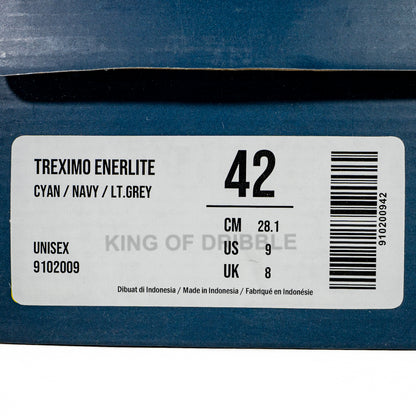 TREXIMO ENERLITE
CYAN / NAVY / LT.GREY
42
CM 28.1
US 9
UK 8
KING OF DRIBBLE
UNISEX
9102009
910200942
Dibuat di Indonesia / Made in Indonesia / Fabriqué en Indonésie